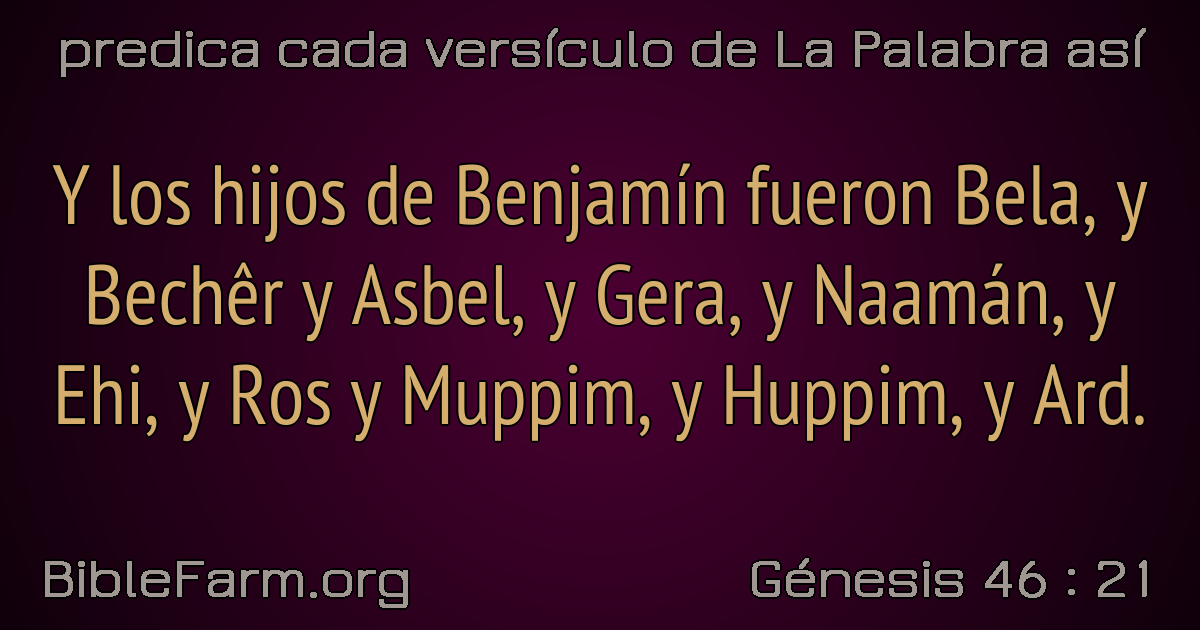 predica cada versículo de La Palabra así
Y los hijos de Benjamín fueron Bela, y
Bechêr y Asbel, y Gera, y Naamán, y
Ehi, y Ros y Muppim, y Huppim, y Ard.
BibleFarm.org
Génesis 46 : 21